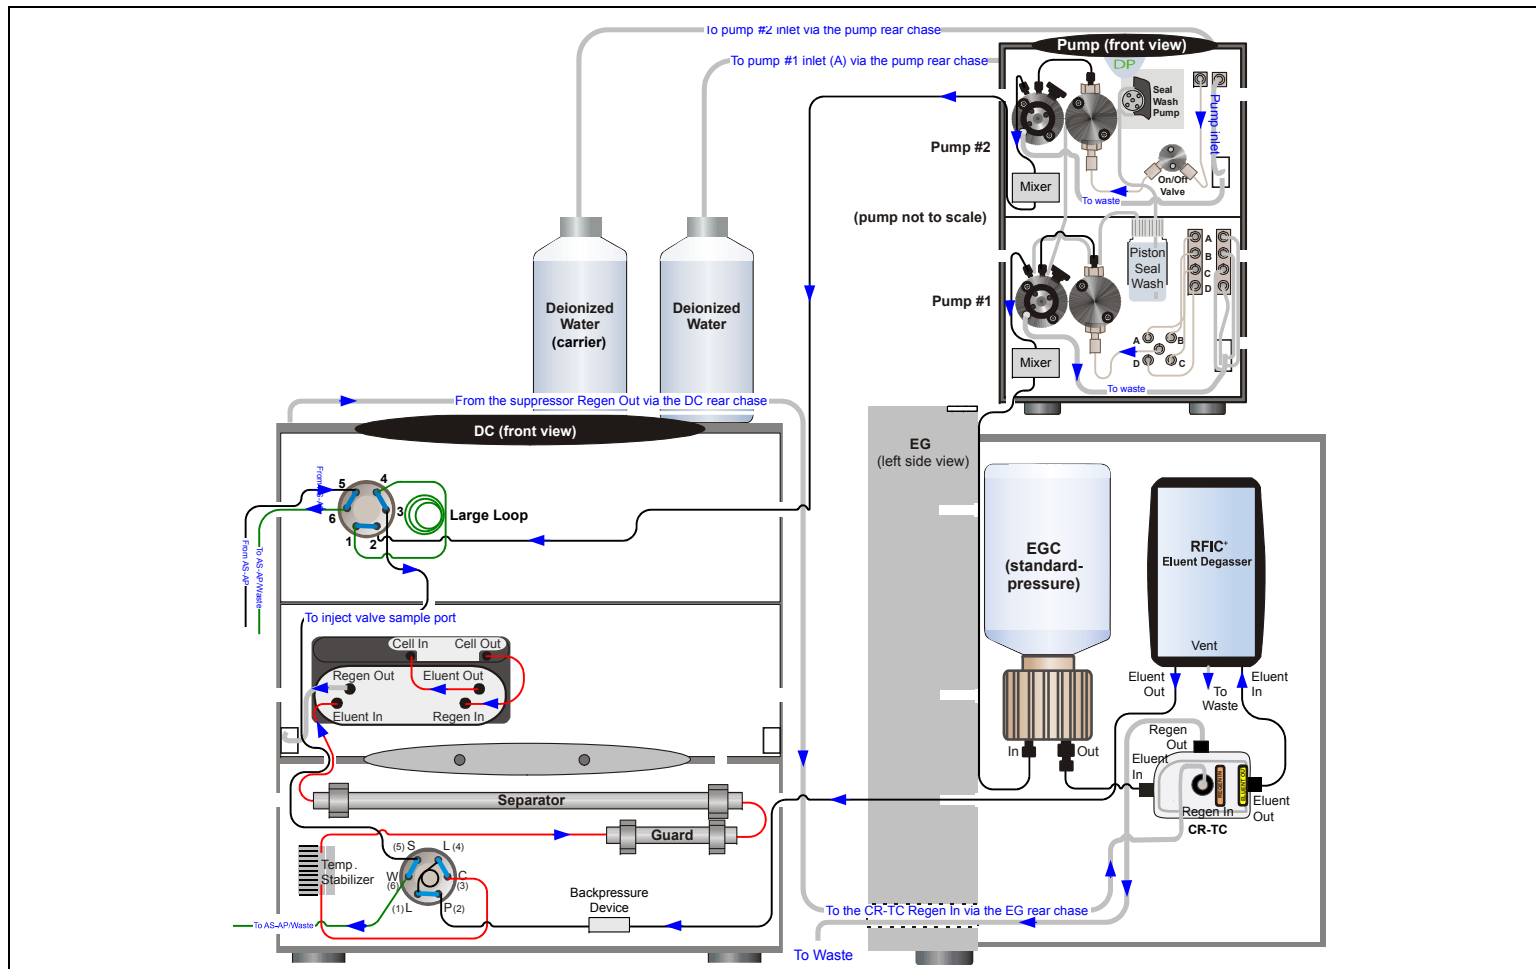 To pump #2 inlet via the pump rear chase
To pump #1 inlet (A) via the pump rear chase
Pump (front view)
DP
Seal
Wash
Pump
Pump inlet
Pump #2
Mixer
On/Off
Valve
To waste
(pump not to scale)
Piston
Seal
Wash
A
B
C
D
Pump #1
Mixer
A
B
D
C
To waste
Deionized
Water
(carrier)
Deionized
Water
From the suppressor Regen Out via the DC rear chase
DC (front view)
EG
(left side view)
5
4
6
3
1
2
Large Loop
From AS-AP
To AS-AP/Waste
To inject valve sample port
Cell In
Cell Out
Regen Out
Eluent Out
Eluent In
Regen In
EGC
(standard-
pressure)
In
Out
RFIC+
Eluent Degasser
Vent
Eluent
Out
To
Waste
Eluent
In
Regen
Out
Eluent
In
Regen In
ELUENT OUT
Eluent
Out
CR-TC
Separator
Guard
Temp.
Stabilizer
(5) S
L (4)
W
(6)
C
(3)
(1) L
P (2)
Backpressure
Device
To AS-AP/Waste
To the CR-TC Regen In via the EG rear chase
To Waste